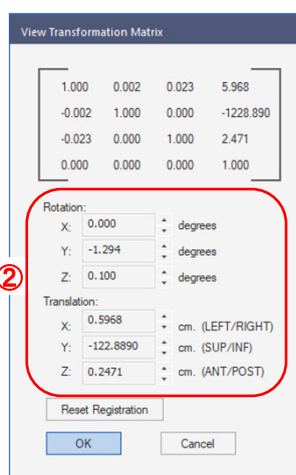 View Transformation Matrix
1.000 0.002 0.023 5.968
-0.002 1.000 0.000 -1228.890
-0.023 0.000 1.000 2.471
0.000 0.000 0.000 1.000
Rotation:
X: 0.000 degrees
Y: -1.294 degrees
Z: 0.100 degrees
②
Translation:
X: 0.5968 cm. (LEFT/RIGHT)
Y: -122.8890 cm. (SUP/INF)
Z: 0.2471 cm. (ANT/POST)
Reset Registration
OK Cancel